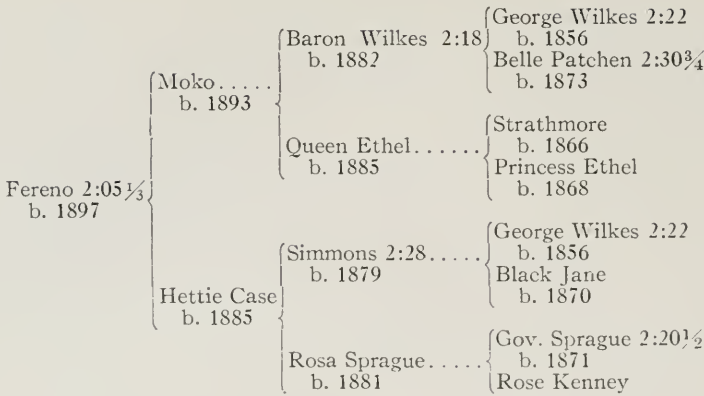 George Wilkes 2:22
b. 1856
Baron Wilkes 2:18
b. 1882
Belle Patchen 2:30¾
b. 1873
Moko.....
b. 1893
Strathmore
b. 1866
Queen Ethel......
b. 1885
Princess Ethel
b. 1868
Fereno 2:05⅓
b. 1897
George Wilkes 2:22
b. 1856
Simmons 2:28.....
b. 1879
Black Jane
b. 1870
Hettie Case
b. 1885
Gov. Sprague 2:20½
b. 1871
Rosa Sprague.....
b. 1881
Rose Kenney